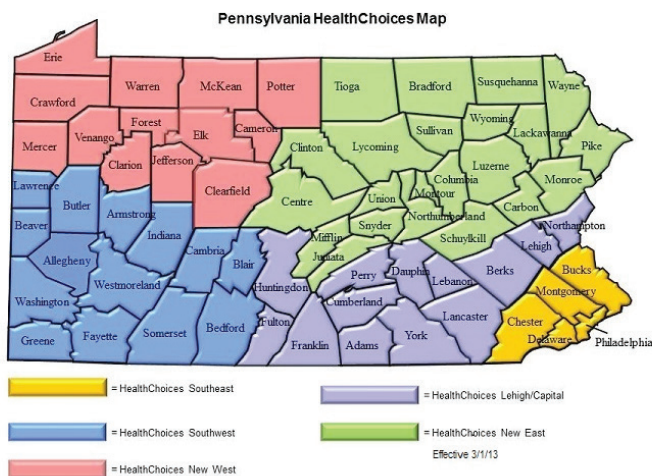 Pennsylvania HealthChoices Map
Erie
Crawford
Warren
McKean
Potter
Tioga
Bradford
Susquehanna
Wayne
Mercer
Venango
Forest
Elk
Cameron
Clinton
Lycoming
Sullivan
Wyoming
Lackawanna
Pike
Clarion
Jefferson
Clearfield
Centre
Union
Montour
Columbia
Luzerne
Monroe
Lawrence
Butler
Armstrong
Indiana
Snyder
Northumberland
Carbon
Northampton
Beaver
Allegheny
Westmoreland
Cambria
Blair
Mifflin
Juniata
Schuylkill
Lehigh
Huntingdon
Perry
Dauphin
Lebanon
Berks
Bucks
Montgomery
Washington
Cumberland
Greene
Fayette
Somerset
Bedford
Fulton
Franklin
Adams
York
Lancaster
Chester
Delaware
Philadelphia
= HealthChoices Southeast
= HealthChoices Lehigh/Capital
= HealthChoices Southwest
= HealthChoices New East
Effective 3/1/13
= HealthChoices New West